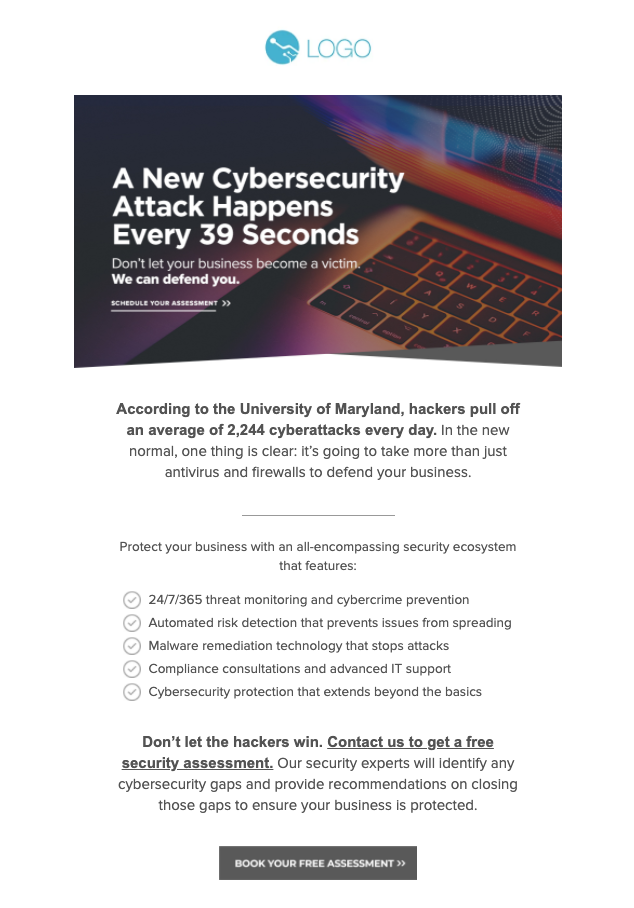 LOGO
A New Cybersecurity
Attack Happens
Every 39 Seconds
Don't let your business become a victim.
We can defend you.
SCHEDULE YOUR ASSESSMENT >>
According to the University of Maryland, hackers pull off
an average of 2,244 cyberattacks every day. In the new
normal, one thing is clear: it’s going to take more than just
antivirus and firewalls to defend your business.
Protect your business with an all-encompassing security ecosystem
that features:
24/7/365 threat monitoring and cybercrime prevention
Automated risk detection that prevents issues from spreading
Malware remediation technology that stops attacks
Compliance consultations and advanced IT support
Cybersecurity protection that extends beyond the basics
Don’t let the hackers win. Contact us to get a free
security assessment. Our security experts will identify any
cybersecurity gaps and provide recommendations on closing
those gaps to ensure your business is protected.
BOOK YOUR FREE ASSESSMENT >>